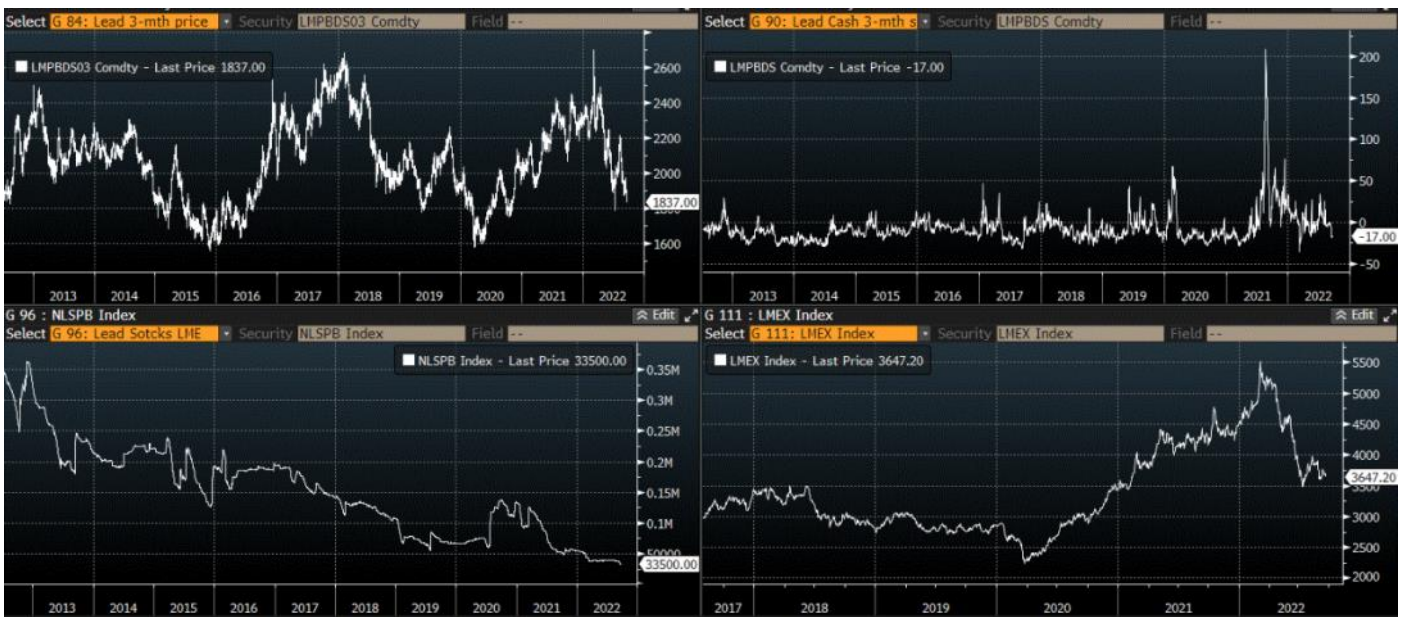 Select G 84: Lead 3-mth price Security LMPBDS03 Comdty Field --
LMPBDS03 Comdty - Last Price 1837.00
2600
2400
2200
2000
1837.00
1800
1600
2013 2014 2015 2016 2017 2018 2019 2020 2021 2022
Select G 90: Lead Cash 3-mth s Security LMPBDS Comdty Field --
LMPBDS Comdty - Last Price -17.00
200
150
100
50
0
-17.00
-50
2013 2014 2015 2016 2017 2018 2019 2020 2021 2022
G 96 : NLSPB Index Edit
Select G 96: Lead Sotcks LME Security NLSPB Index Field --
NLSPB Index - Last Price 33500.00
0.35M
0.3M
0.25M
0.2M
0.15M
0.1M
50000
33500.00
2013 2014 2015 2016 2017 2018 2019 2020 2021 2022
G 111 : LMEX Index Edit
Select G 111: LMEX Index Security LMEX Index Field --
LMEX Index - Last Price 3647.20
5500
5000
4500
4000
3647.20
3500
3000
2500
2000
2017 2018 2019 2020 2021 2022